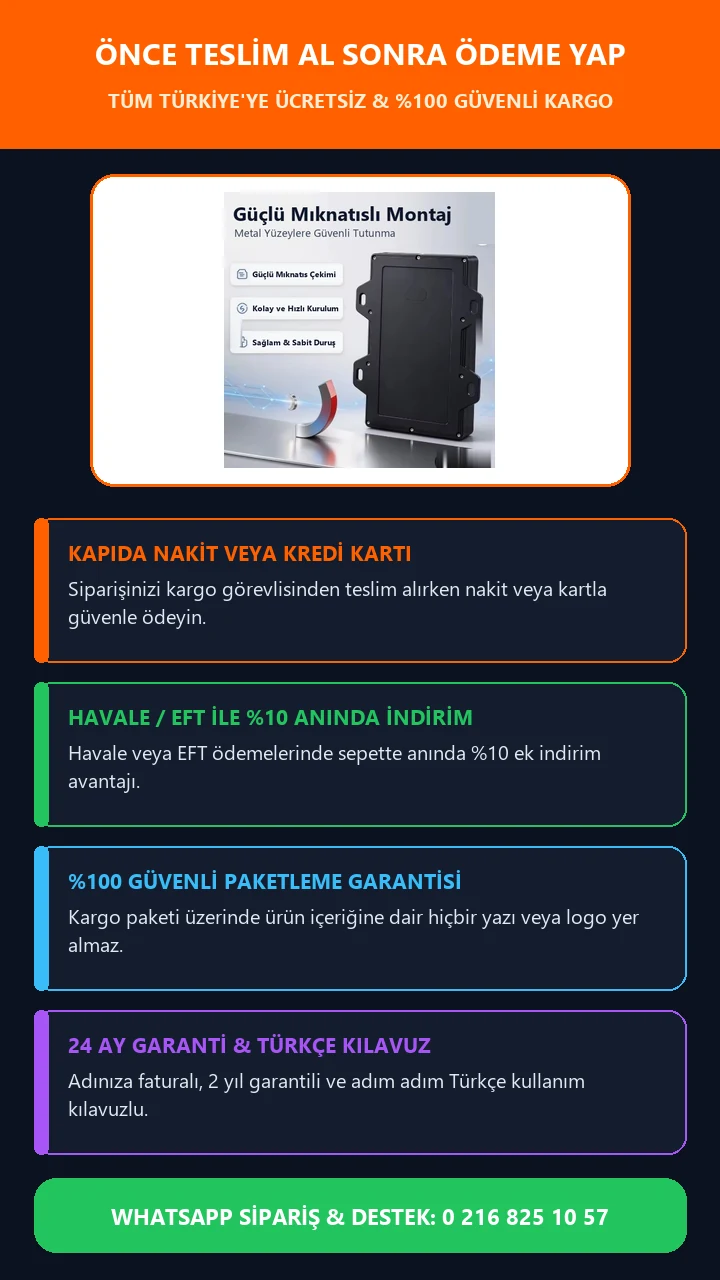 ÖNCE TESLİM AL SONRA ÖDEME YAP
TÜM TÜRKİYE'YE ÜCRETSİZ & %100 GÜVENLİ KARGO
Güçlü Mıknatıslı Montaj
Metal Yüzeylere Güvenli Tutunma
Güçlü Mıknatıs Çekimi
Kolay ve Hızlı Kurulum
Sağlam & Sabit Duruş
KAPIDA NAKİT VEYA KREDİ KARTI
Siparişinizi kargo görevlisinden teslim alırken nakit veya kartla
güvenle ödeyin.
HAVALE / EFT İLE %10 ANINDA İNDİRİM
Havale veya EFT ödemelerinde sepette anında %10 ek indirim
avantajı.
%100 GÜVENLİ PAKETLEME GARANTİSİ
Kargo paketi üzerinde ürün içeriğine dair hiçbir yazı veya logo yer
almaz.
24 AY GARANTİ & TÜRKÇE KILAVUZ
Adınıza faturalı, 2 yıl garantili ve adım adım Türkçe kullanım
kılavuzlu.
WHATSAPP SİPARİŞ & DESTEK: 0 216 825 10 57